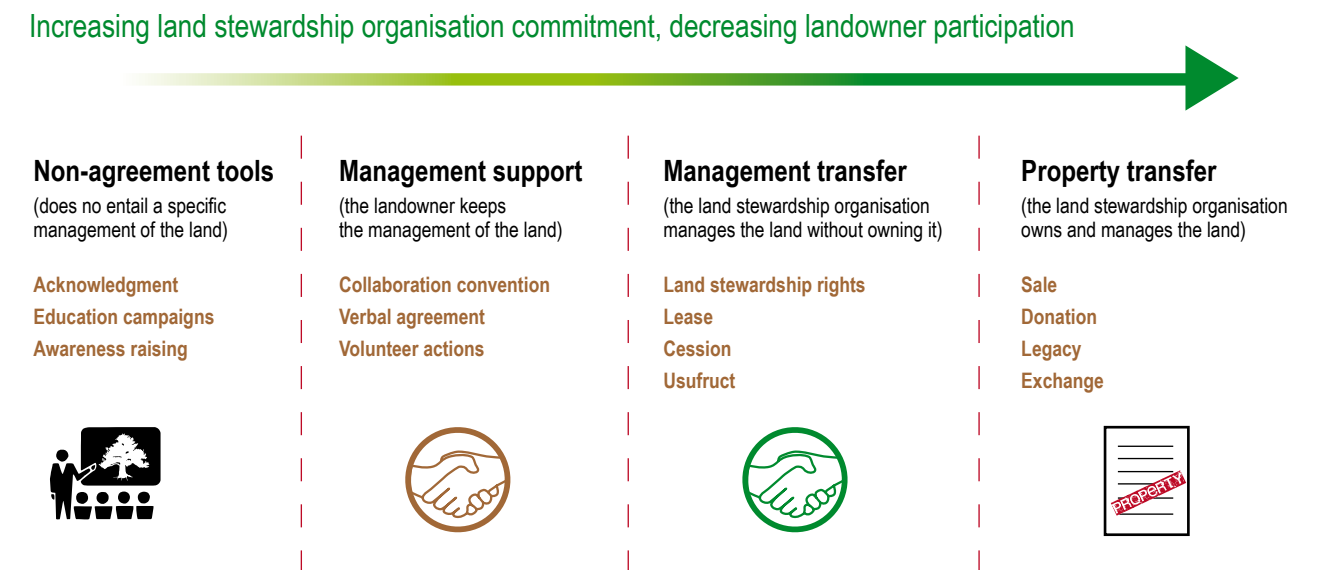 Increasing land stewardship organisation commitment, decreasing landowner participation
Non-agreement tools
(does no entail a specific
management of the land)
Acknowledgment
Education campaigns
Awareness raising
Management support
(the landowner keeps
the management of the land)
Collaboration convention
Verbal agreement
Volunteer actions
Management transfer
(the land stewardship organisation
manages the land without owning it)
Land stewardship rights
Lease
Cession
Usufruct
Property transfer
(the land stewardship organisation
owns and manages the land)
Sale
Donation
Legacy
Exchange
PROPERTY